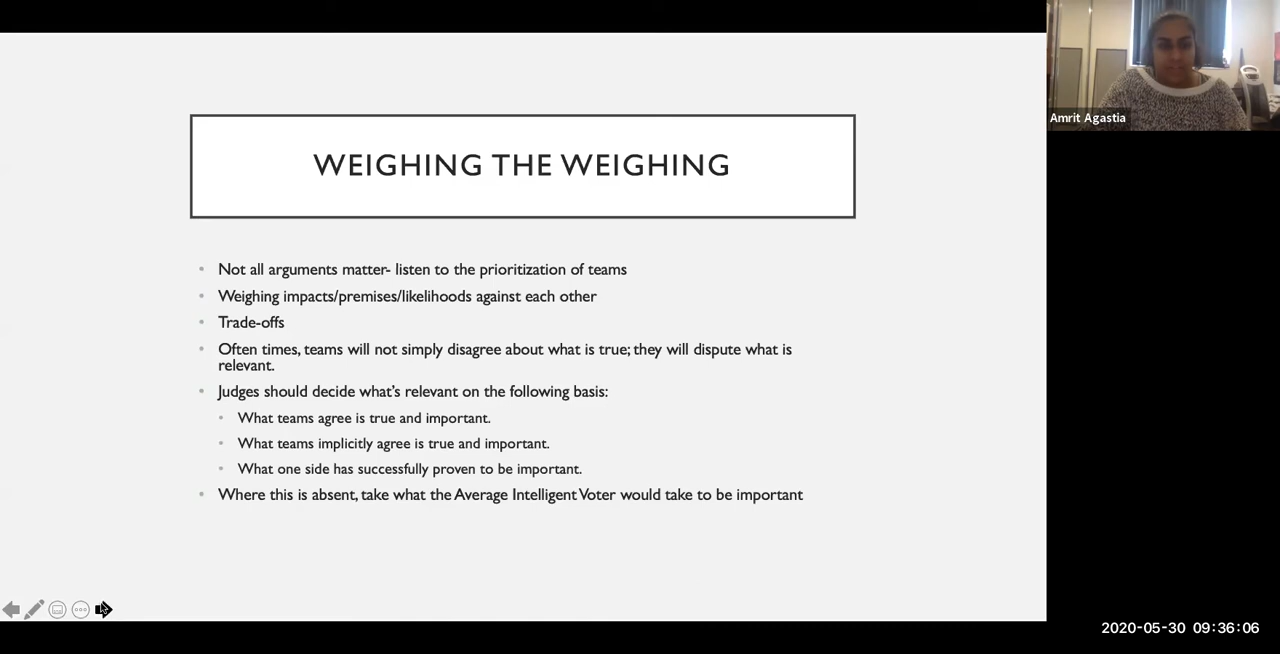 WEIGHING THE WEIGHING
Not all arguments matter- listen to the prioritization of teams
Weighing impacts/premises/likelihoods against each other
Trade-offs
Often times, teams will not simply disagree about what is true; they will dispute what is
relevant.
Judges should decide what's relevant on the following basis:
What teams agree is true and important.
What teams implicitly agree is true and important.
What one side has successfully proven to be important.
Where this is absent, take what the Average Intelligent Voter would take to be important
Amrit Agastia
2020-05-30 09:36:06